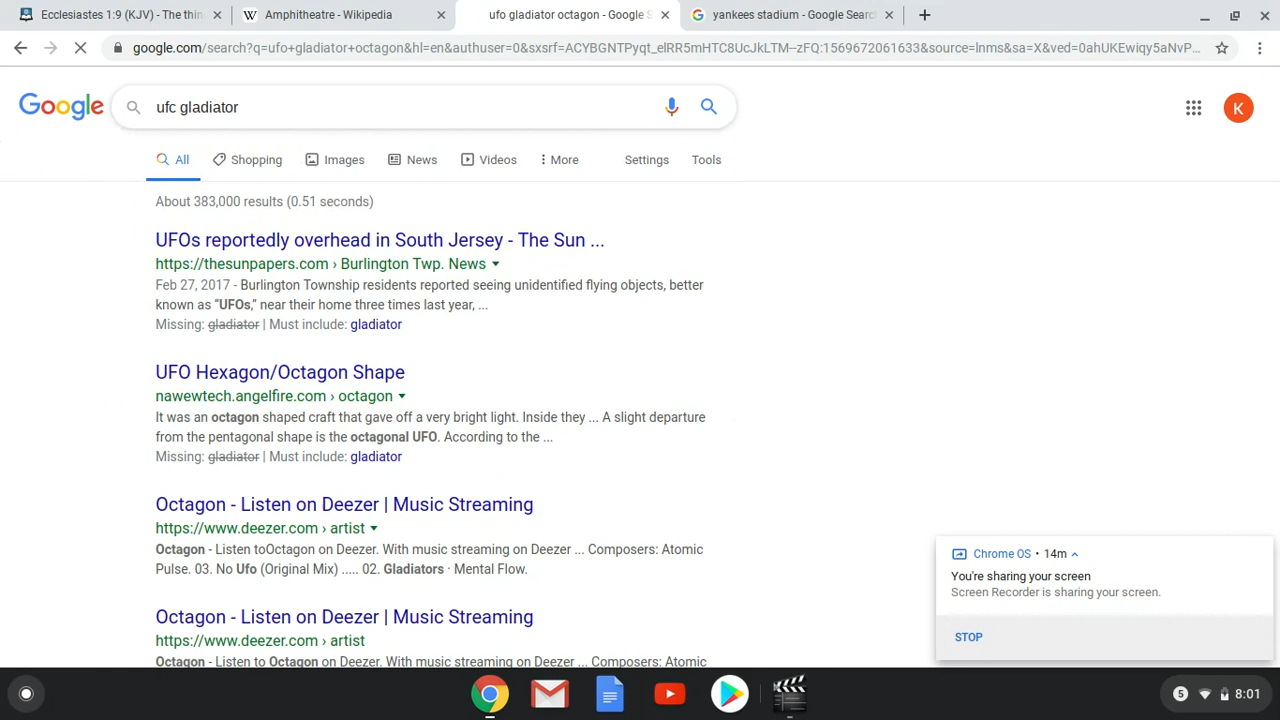 Ecclesiastes 1:9 (KJV) - The thin
Amphitheatre - Wikipedia
ufo gladiator octagon - Google S
yankees stadium - Google Search
google.com/search?q=ufo+gladiator+octagon&hl=en&authuser=0&sxsrf=ACYBGNTPyqt_elRR5mHTC8UcJkLTM--zFQ:1569672061633&source=lnms&sa=X&ved=0ahUKEwiqy5aNvP...
Google
ufc gladiator
K
All
Shopping
Images
News
Videos
More
Settings
Tools
About 383,000 results (0.51 seconds)
UFOs reportedly overhead in South Jersey - The Sun ...
https://thesunpapers.com › Burlington Twp. News
Feb 27, 2017 - Burlington Township residents reported seeing unidentified flying objects, better
known as “UFOs,” near their home three times last year, ...
Missing: gladiator | Must include: gladiator
UFO Hexagon/Octagon Shape
nawewtech.angelfire.com › octagon
It was an octagon shaped craft that gave off a very bright light. Inside they ... A slight departure
from the pentagonal shape is the octagonal UFO. According to the ...
Missing: gladiator | Must include: gladiator
Octagon - Listen on Deezer | Music Streaming
https://www.deezer.com › artist
Octagon - Listen toOctagon on Deezer. With music streaming on Deezer ... Composers: Atomic
Pulse. 03. No Ufo (Original Mix) ..... 02. Gladiators · Mental Flow.
Octagon - Listen on Deezer | Music Streaming
https://www.deezer.com › artist
Octagon - Listen to Octagon on Deezer. With music streaming on Deezer ... Composers: Atomic
Chrome OS • 14m
You're sharing your screen
Screen Recorder is sharing your screen.
STOP
5
8:01